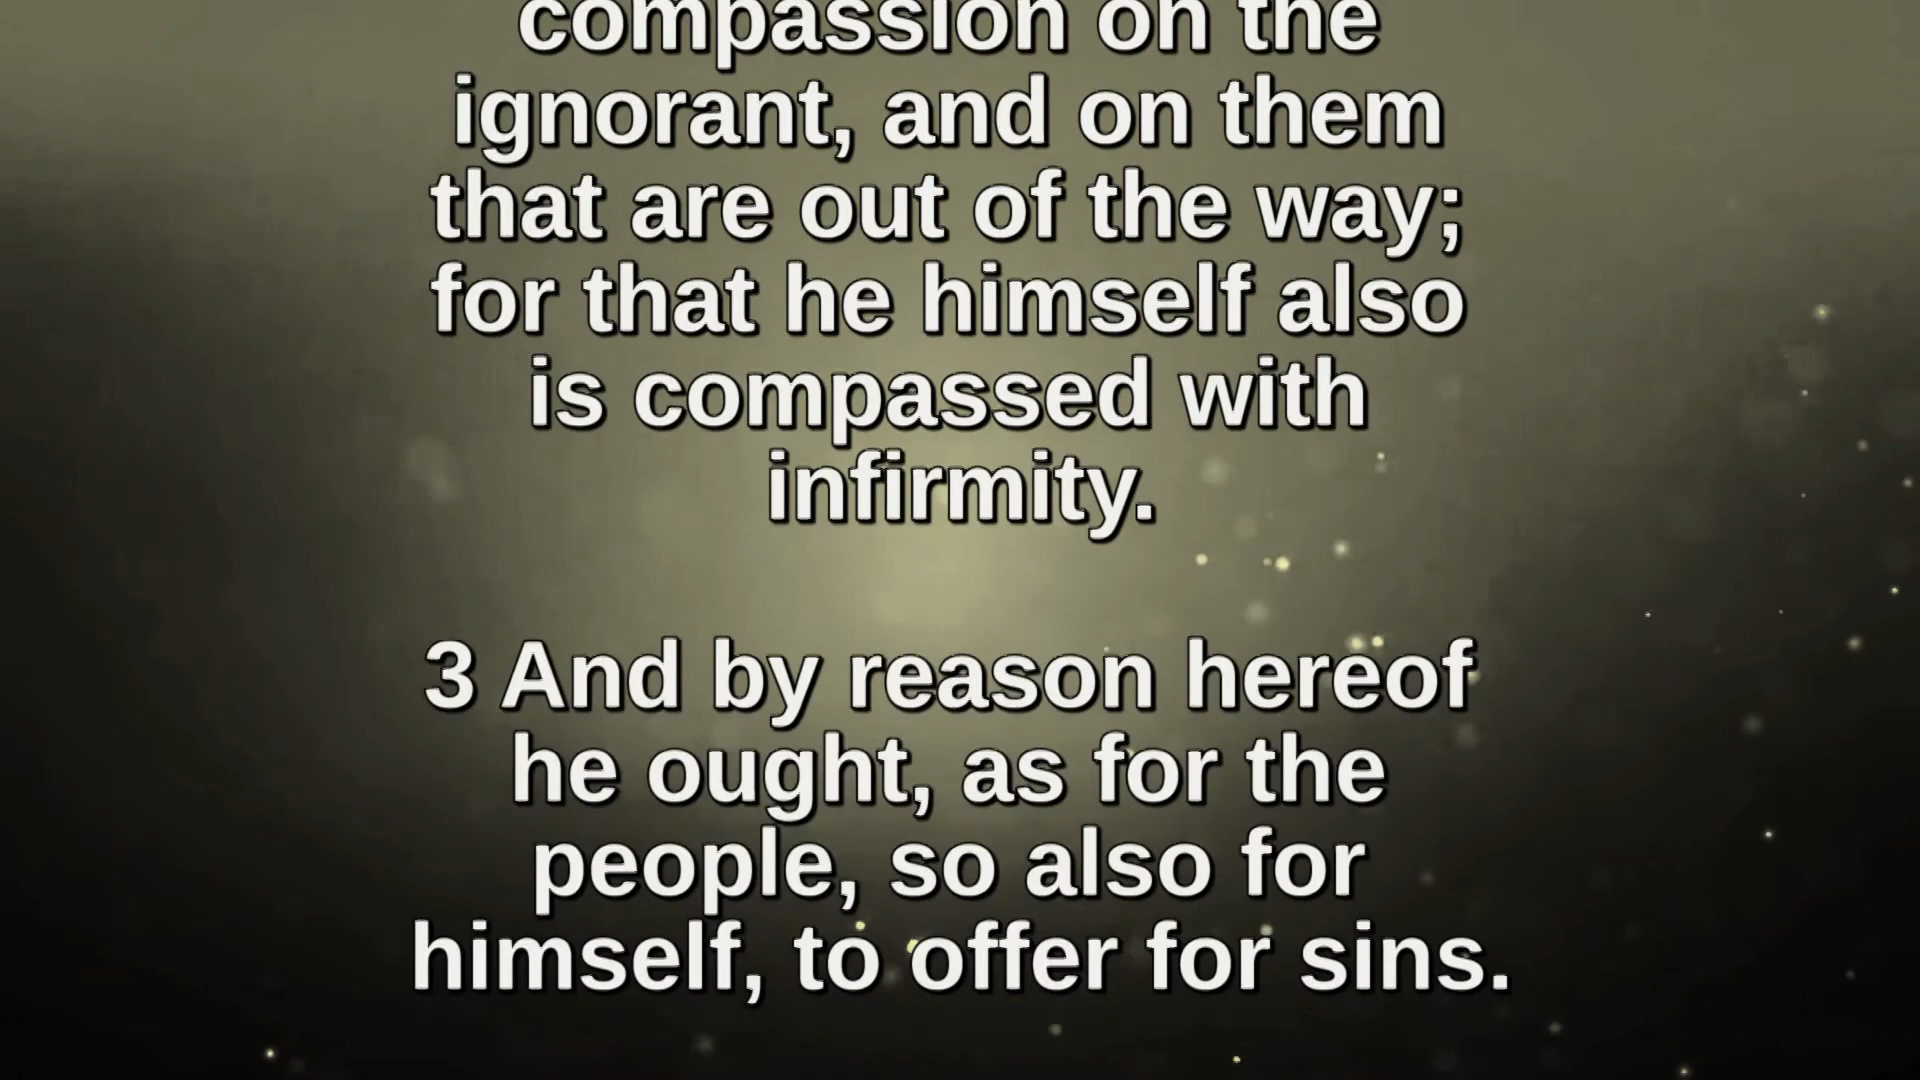 compassion on the
ignorant, and on them
that are out of the way;
for that he himself also
is compassed with
infirmity.
3 And by reason hereof
he ought, as for the
people, so also for
himself, to offer for sins.